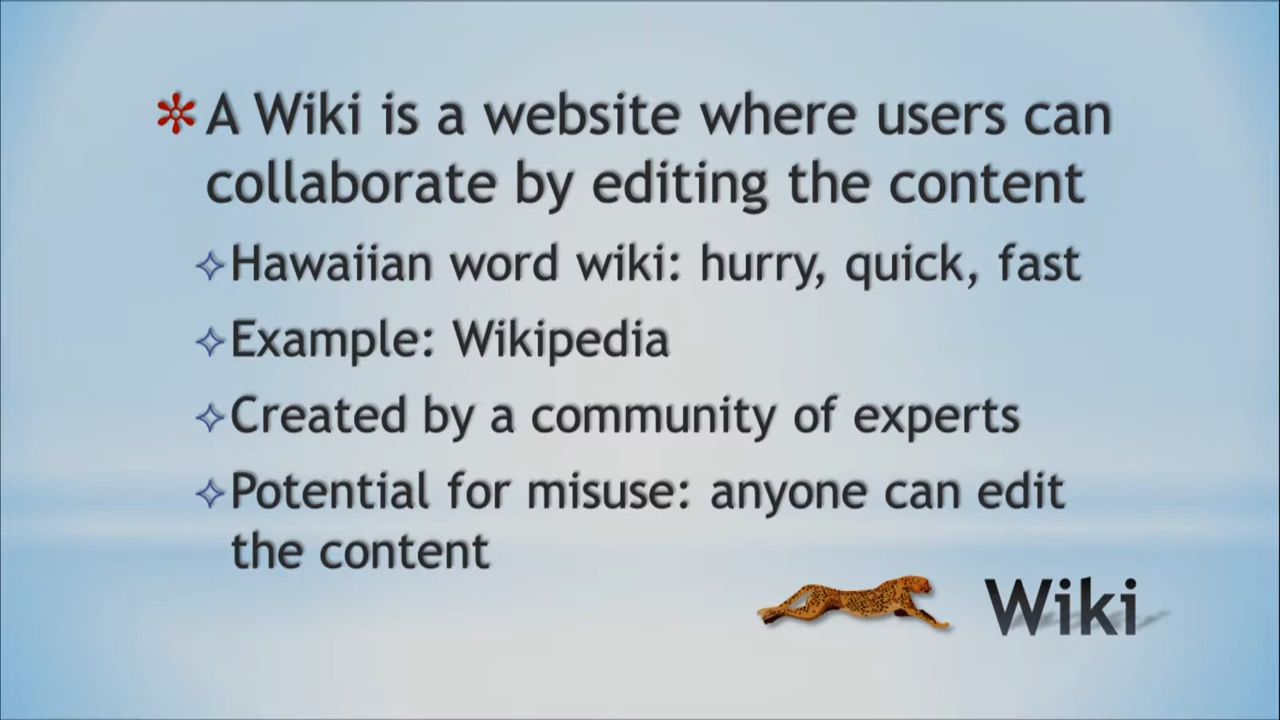 A Wiki is a website where users can
collaborate by editing the content
Hawaiian word wiki: hurry, quick, fast
Example: Wikipedia
Created by a community of experts
Potential for misuse: anyone can edit
the content
Wiki